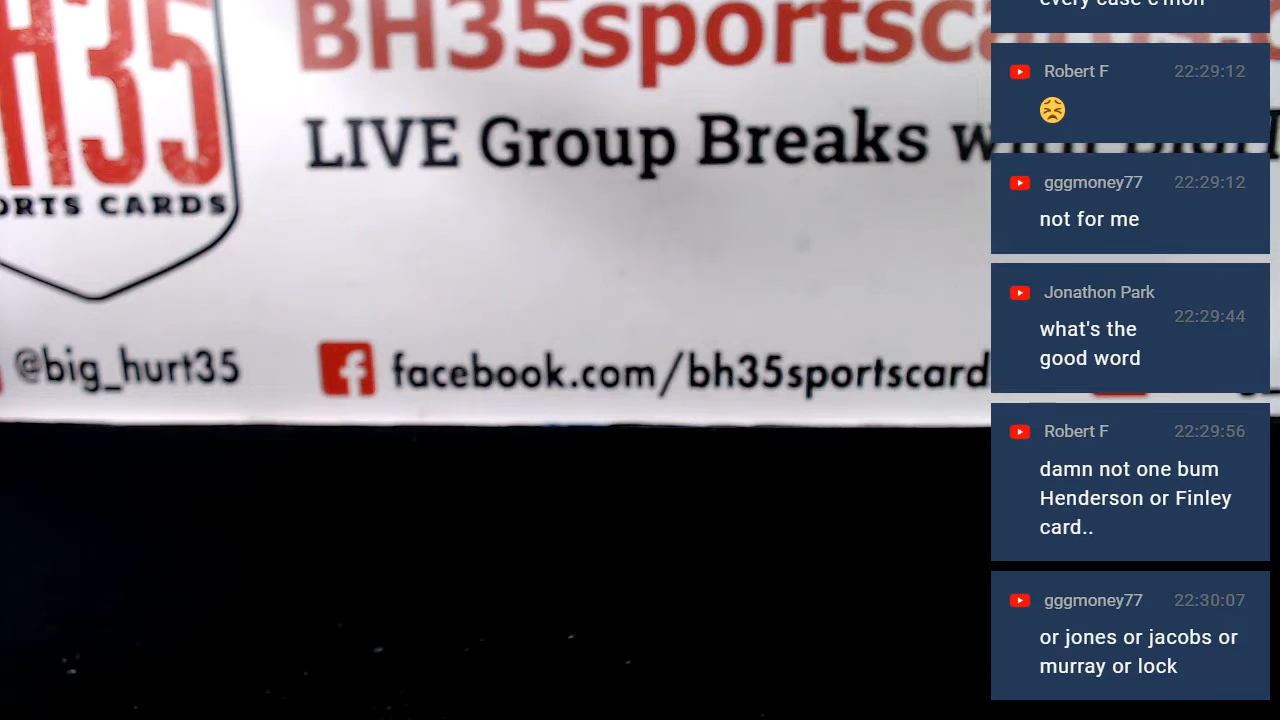 BH35sportsca
LIVE Group Breaks w
H35
ORTS CARDS
@big_hurt35
facebook.com/bh35sportscard
Robert F 22:29:12
😣
gggmoney77 22:29:12
not for me
Jonathon Park
22:29:44
what's the
good word
Robert F 22:29:56
damn not one bum
Henderson or Finley
card..
gggmoney77 22:30:07
or jones or jacobs or
murray or lock